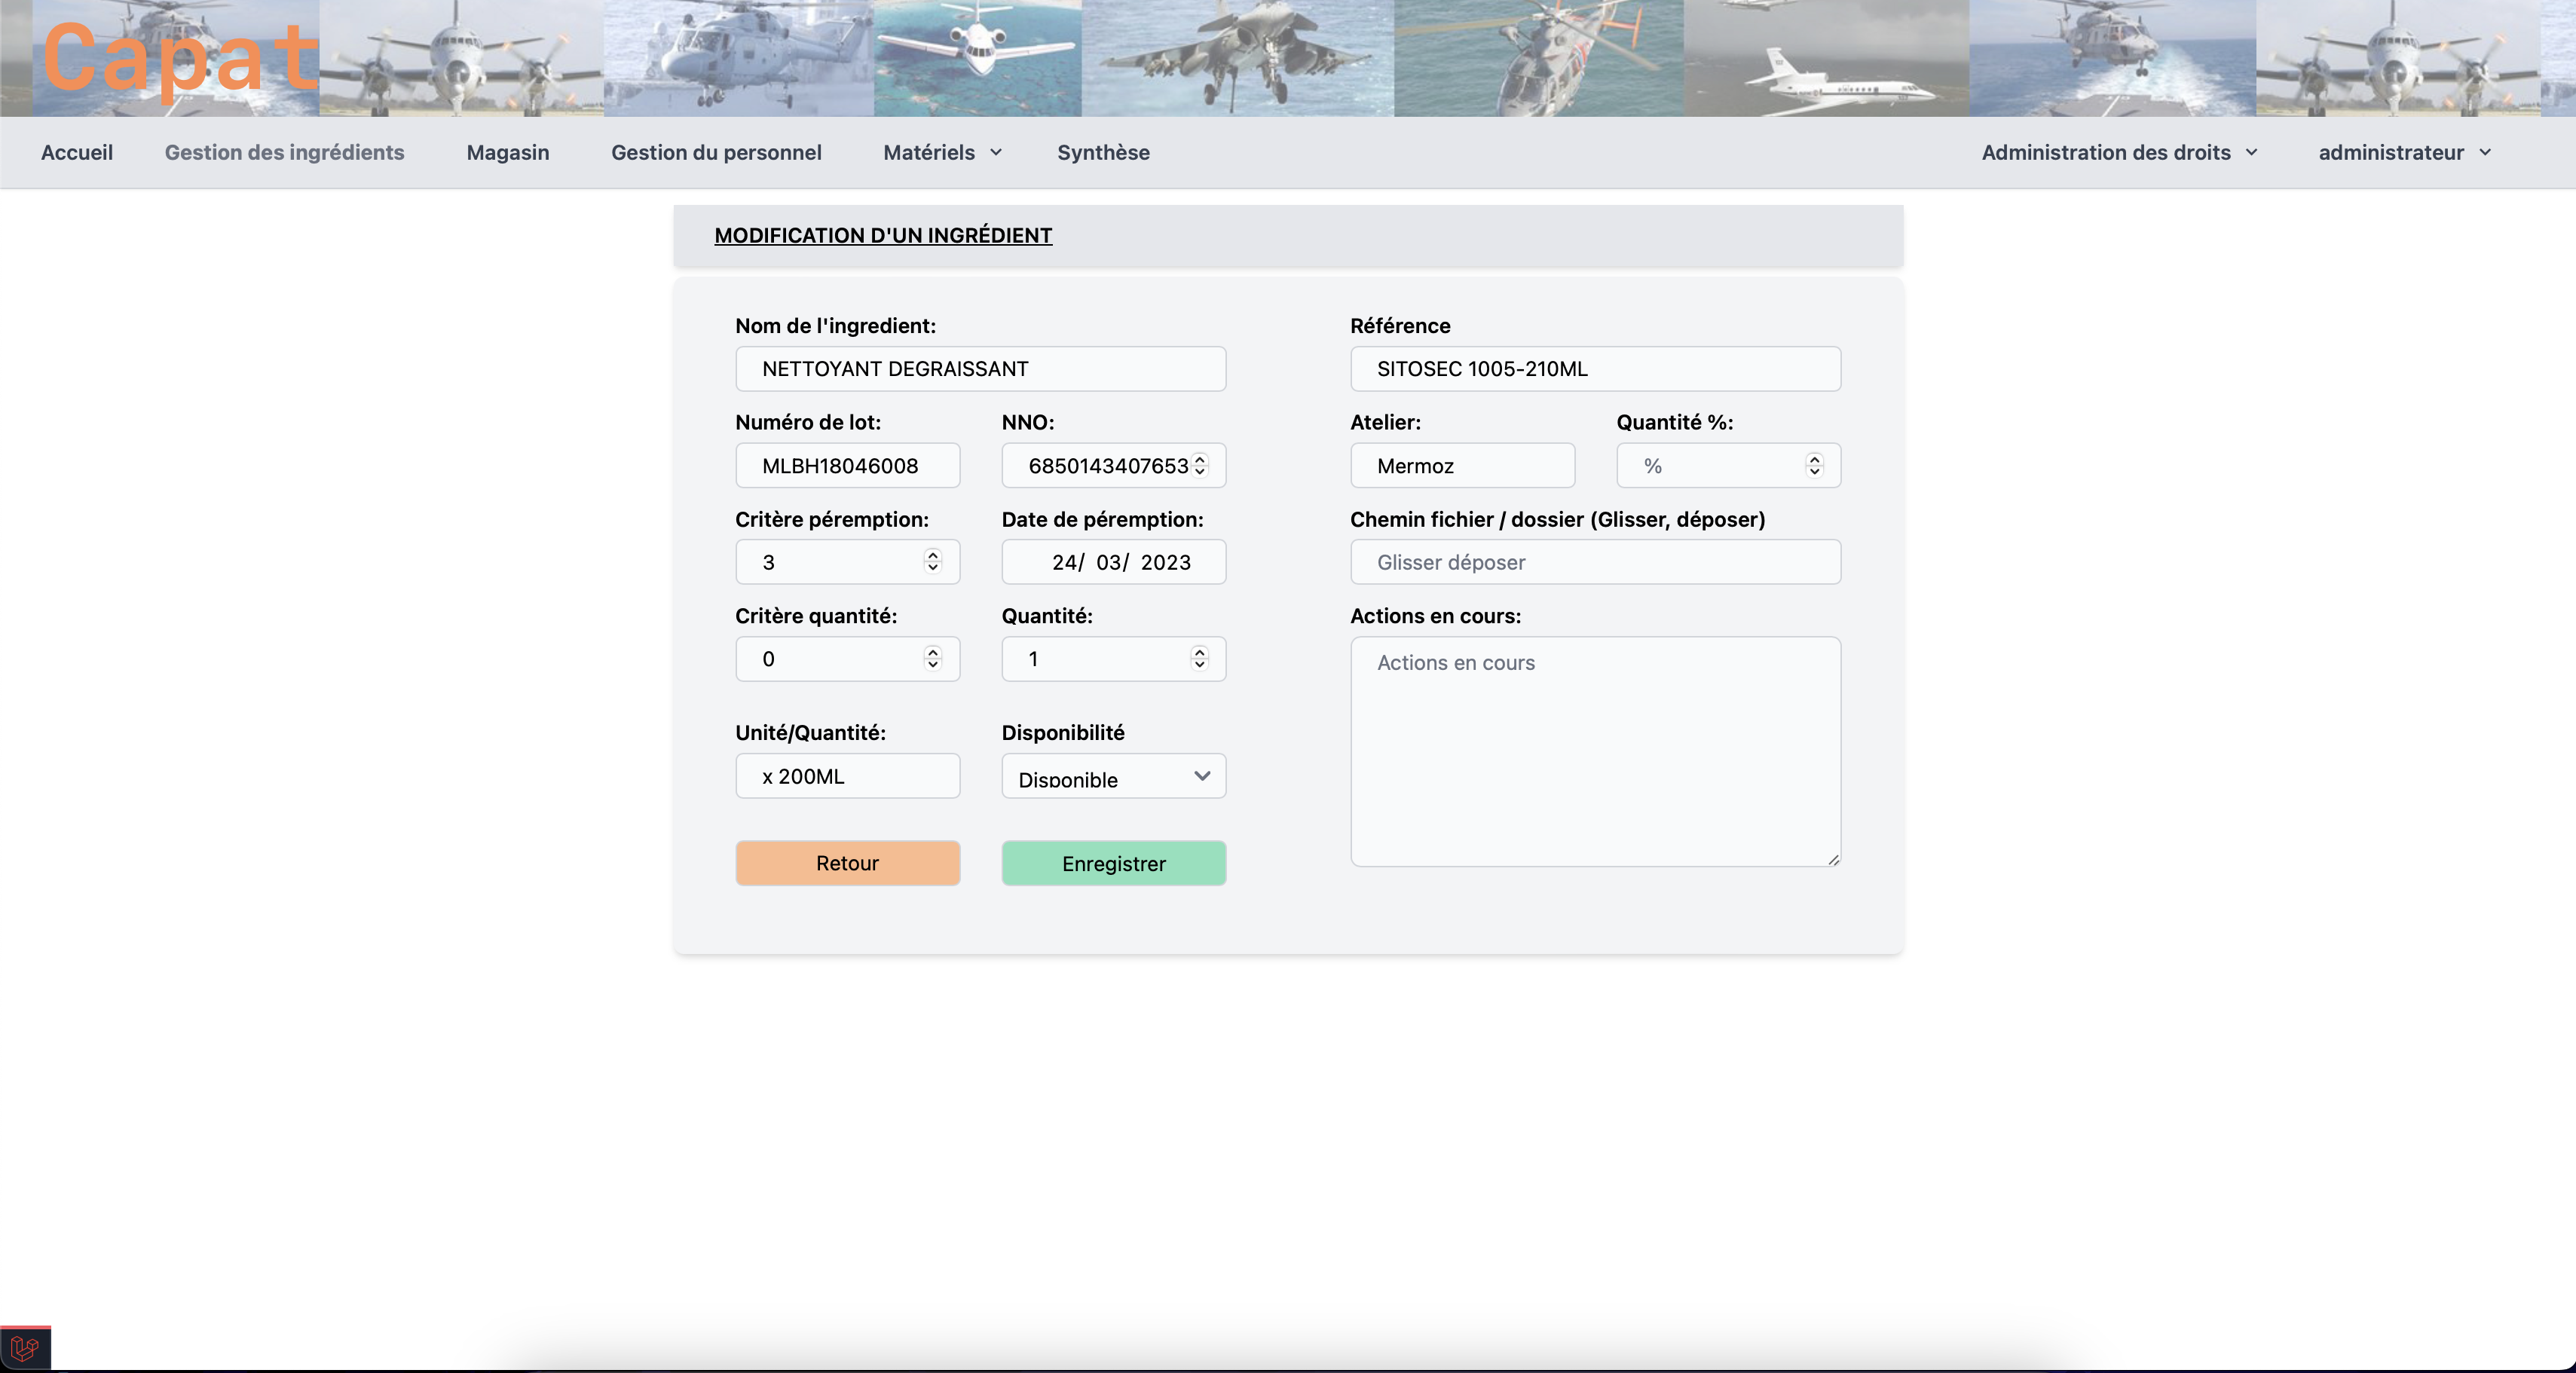 Capat
Accueil Gestion des ingrédients Magasin Gestion du personnel Matériels Synthèse Administration des droits administrateur
MODIFICATION D'UN INGRÉDIENT
Nom de l'ingredient:
NETTOYANT DEGRAISSANT
Numéro de lot: NNO:
MLBH18046008 6850143407653
Critère péremption: Date de péremption:
3 24/ 03/ 2023
Critère quantité: Quantité:
0 1
Unité/Quantité: Disponibilité
x 200ML Disponible
Retour Enregistrer
Référence
SITOSEC 1005-210ML
Atelier: Quantité %:
Mermoz %
Chemin fichier / dossier (Glisser, déposer)
Glisser déposer
Actions en cours:
Actions en cours